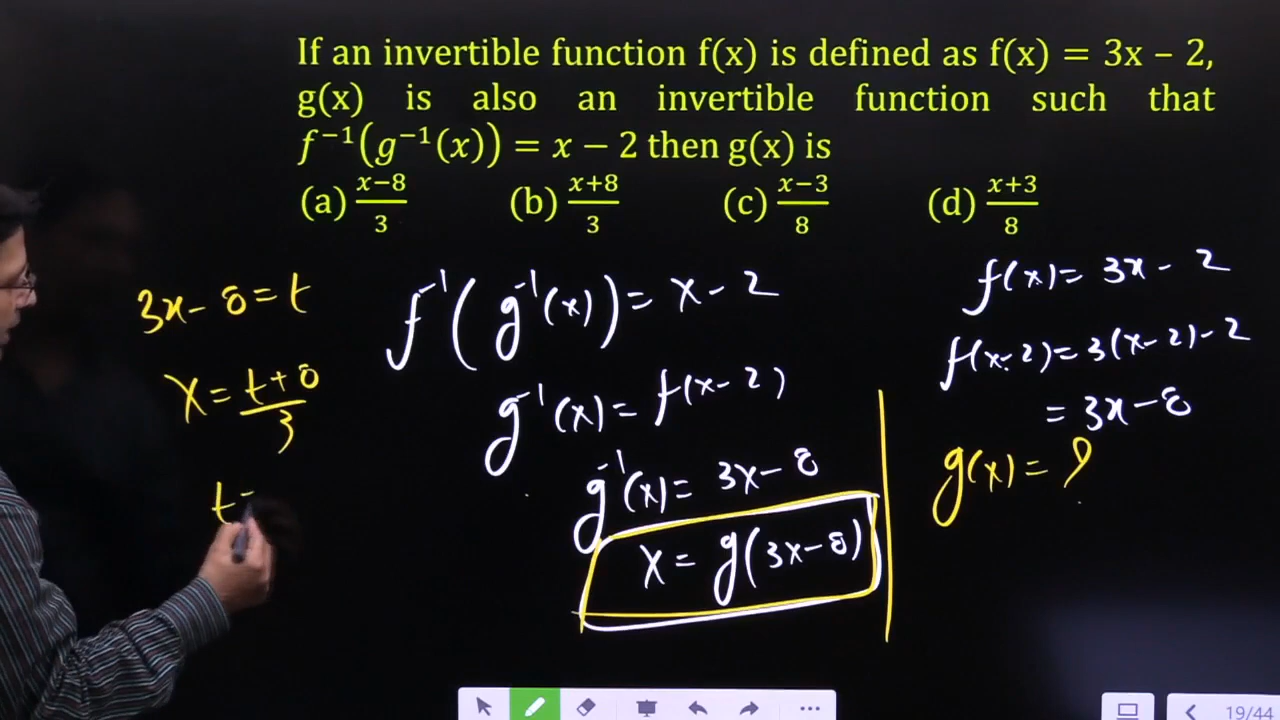 If an invertible function f(x) is defined as f(x) = 3x − 2,
g(x) is also an invertible function such that
f⁻¹(g⁻¹(x)) = x − 2 then g(x) is
(a) (x−8)/3 (b) (x+8)/3 (c) (x−3)/8 (d) (x+3)/8
3x - 8 = t
x = (t+8)/3
t=
f⁻¹(g⁻¹(x)) = x - 2
g⁻¹(x) = f(x - 2)
g⁻¹(x) = 3x - 8
x = g(3x - 8)
f(x) = 3x - 2
f(x-2) = 3(x-2) - 2
= 3x - 8
g(x) = ?
19/44